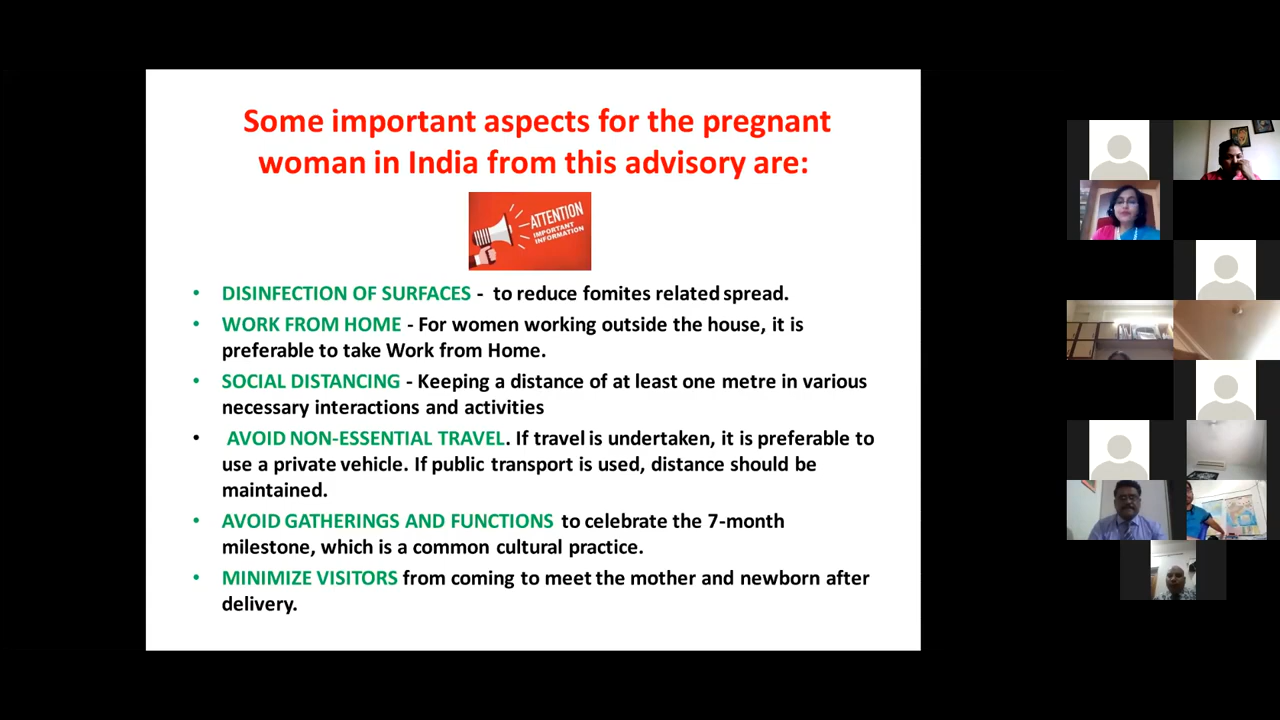 Some important aspects for the pregnant
woman in India from this advisory are:
ATTENTION
IMPORTANT
INFORMATION
• DISINFECTION OF SURFACES - to reduce fomites related spread.
• WORK FROM HOME - For women working outside the house, it is
preferable to take Work from Home.
• SOCIAL DISTANCING - Keeping a distance of at least one metre in various
necessary interactions and activities
• AVOID NON-ESSENTIAL TRAVEL. If travel is undertaken, it is preferable to
use a private vehicle. If public transport is used, distance should be
maintained.
• AVOID GATHERINGS AND FUNCTIONS to celebrate the 7-month
milestone, which is a common cultural practice.
• MINIMIZE VISITORS from coming to meet the mother and newborn after
delivery.